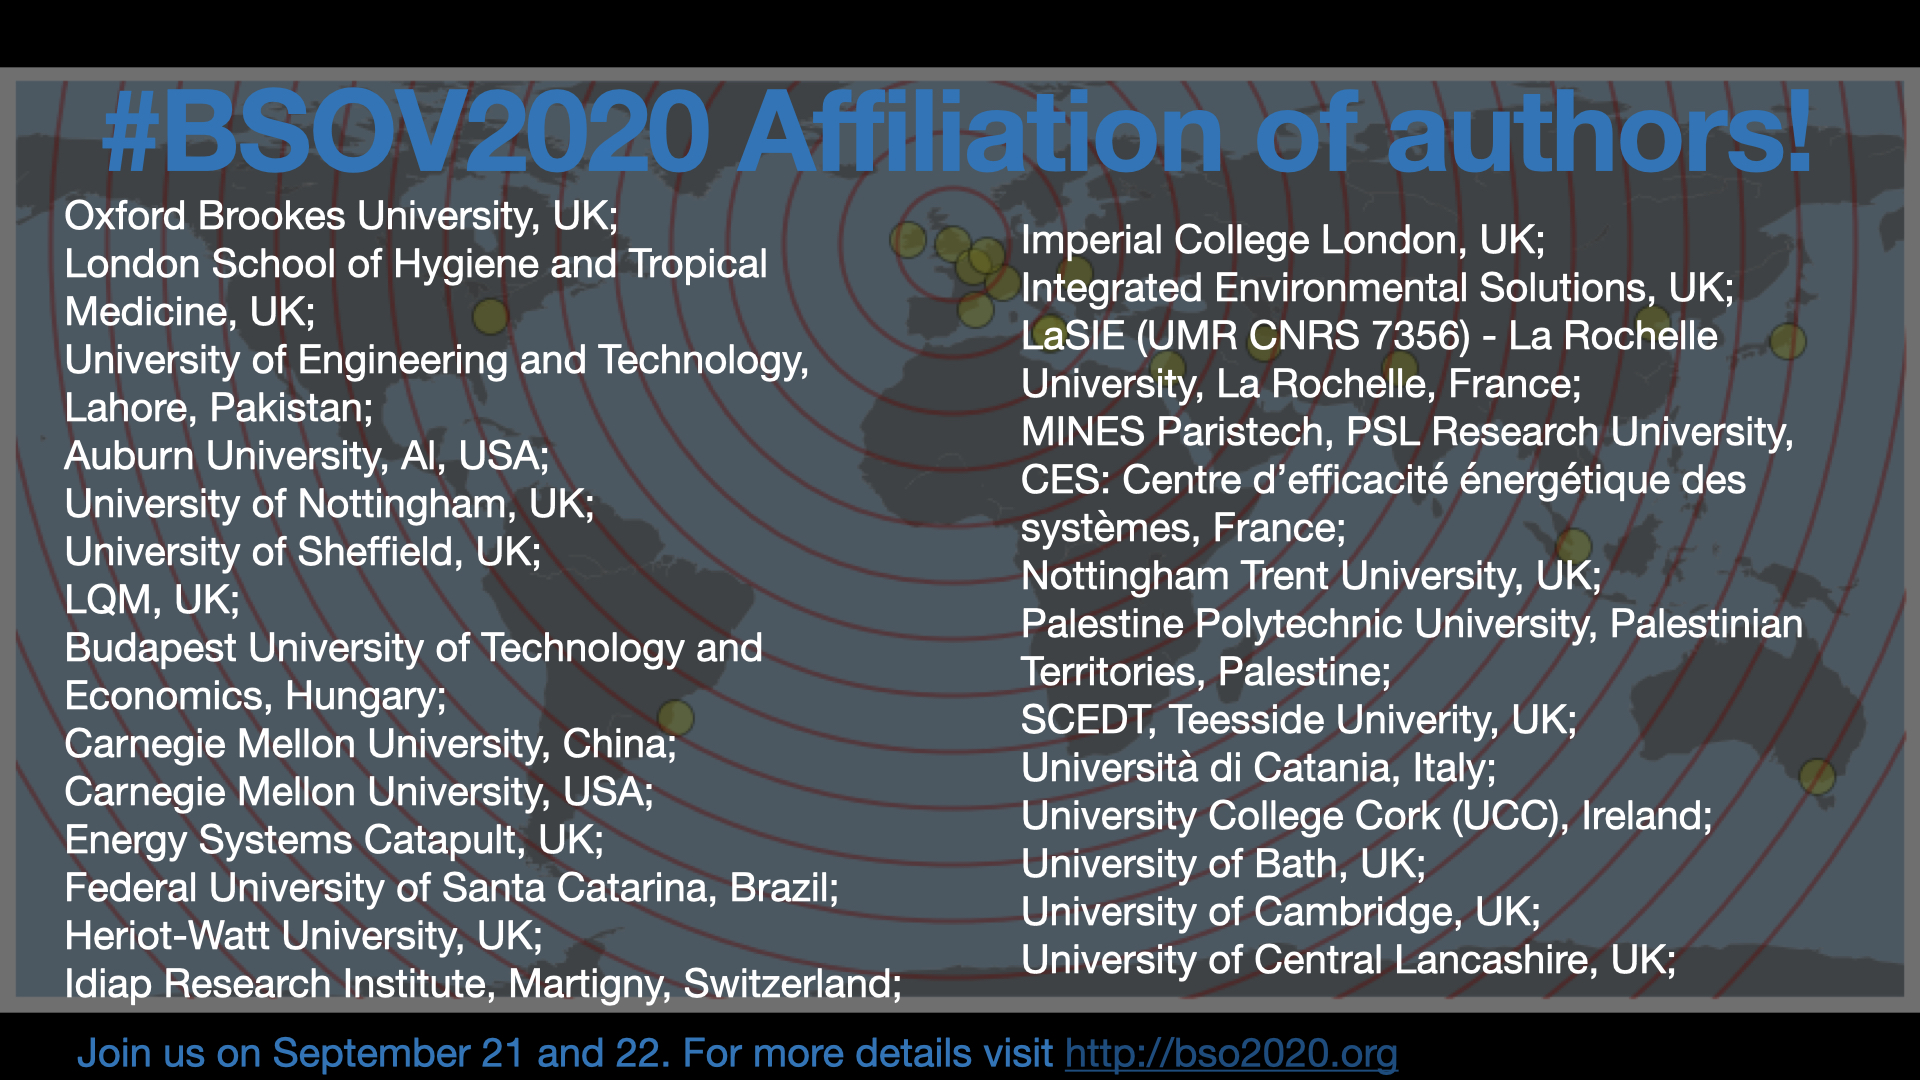 #BSOV2020 Affiliation of authors!
Oxford Brookes University, UK;
London School of Hygiene and Tropical
Medicine, UK;
University of Engineering and Technology,
Lahore, Pakistan;
Auburn University, Al, USA;
University of Nottingham, UK;
University of Sheffield, UK;
LQM, UK;
Budapest University of Technology and
Economics, Hungary;
Carnegie Mellon University, China;
Carnegie Mellon University, USA;
Energy Systems Catapult, UK;
Federal University of Santa Catarina, Brazil;
Heriot-Watt University, UK;
Idiap Research Institute, Martigny, Switzerland;
Imperial College London, UK;
Integrated Environmental Solutions, UK;
LaSIE (UMR CNRS 7356) - La Rochelle
University, La Rochelle, France;
MINES Paristech, PSL Research University,
CES: Centre d’efficacité énergétique des
systèmes, France;
Nottingham Trent University, UK;
Palestine Polytechnic University, Palestinian
Territories, Palestine;
SCEDT, Teesside Univerity, UK;
Università di Catania, Italy;
University College Cork (UCC), Ireland;
University of Bath, UK;
University of Cambridge, UK;
University of Central Lancashire, UK;
Join us on September 21 and 22. For more details visit http://bso2020.org